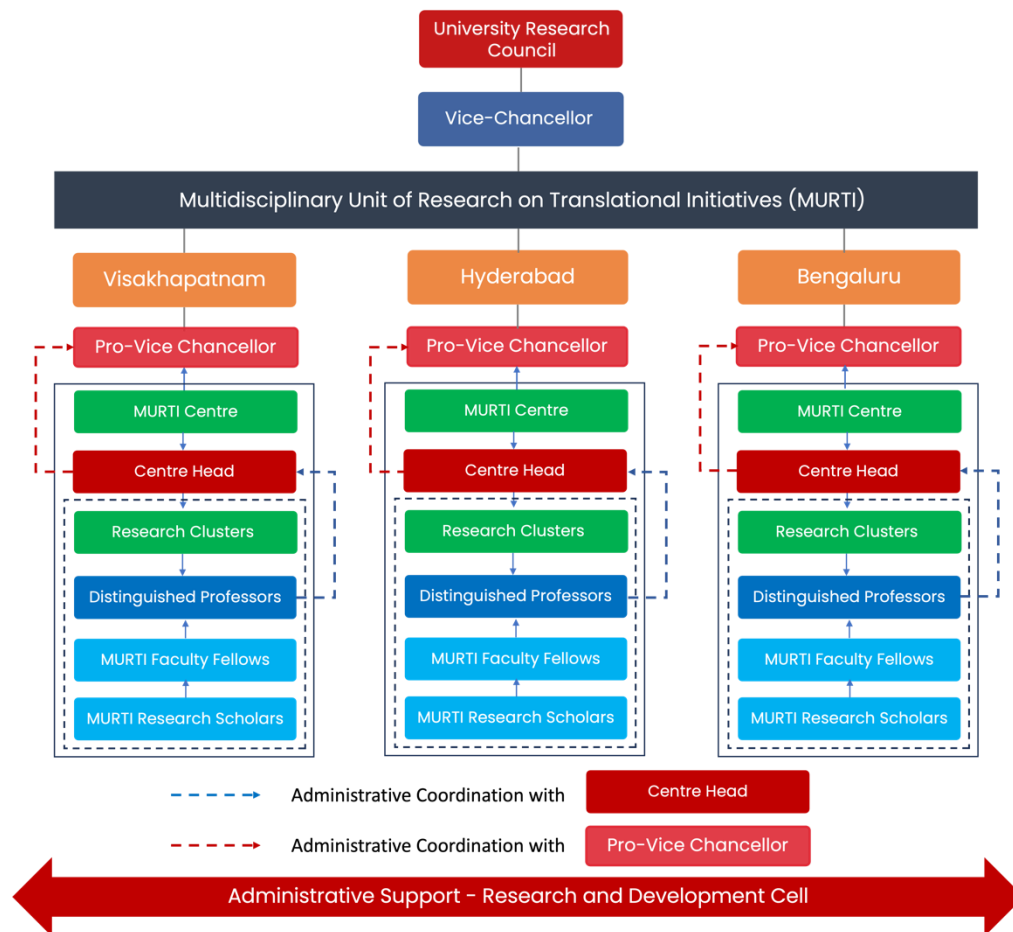 University Research
Council
Vice-Chancellor
Multidisciplinary Unit of Research on Translational Initiatives (MURTI)
Visakhapatnam
Hyderabad
Bengaluru
Pro-Vice Chancellor
Pro-Vice Chancellor
Pro-Vice Chancellor
MURTI Centre
MURTI Centre
MURTI Centre
Centre Head
Centre Head
Centre Head
Research Clusters
Research Clusters
Research Clusters
Distinguished Professors
Distinguished Professors
Distinguished Professors
MURTI Faculty Fellows
MURTI Faculty Fellows
MURTI Faculty Fellows
MURTI Research Scholars
MURTI Research Scholars
MURTI Research Scholars
Administrative Coordination with Centre Head
Administrative Coordination with Pro-Vice Chancellor
Administrative Support - Research and Development Cell